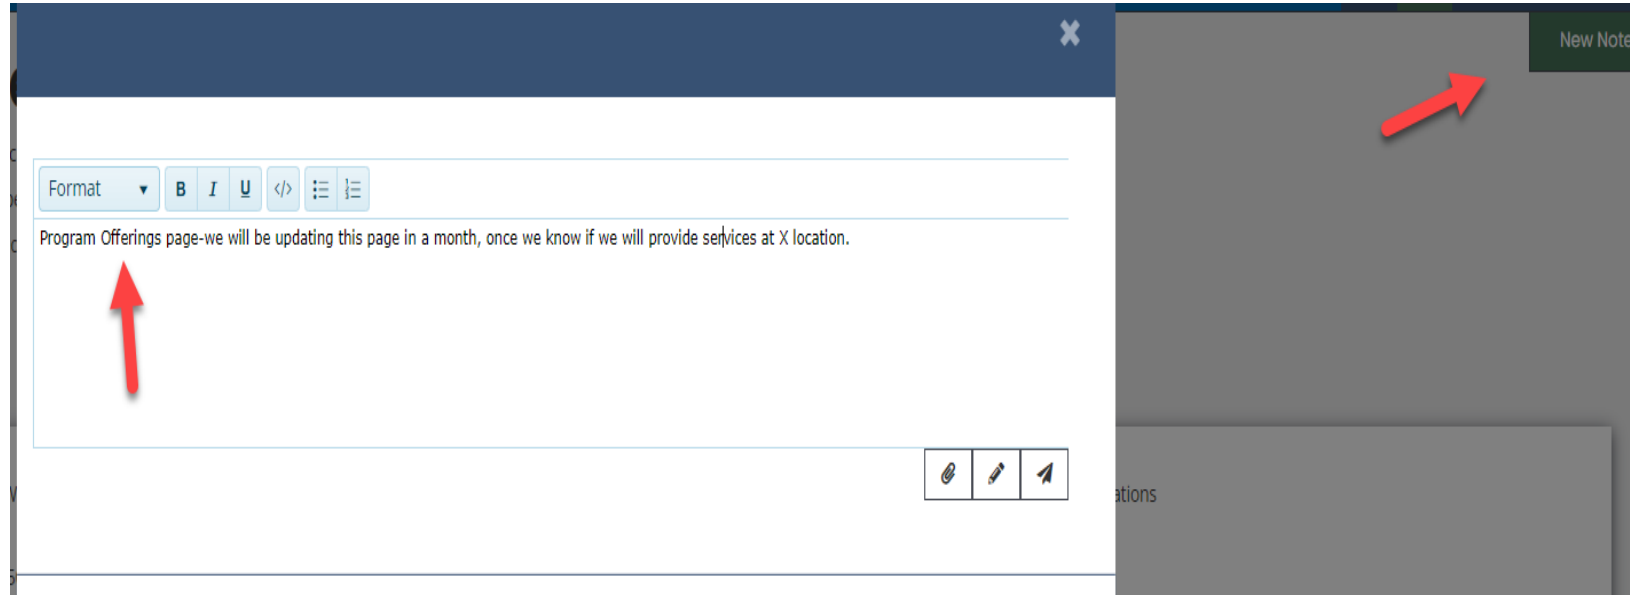 New Note
Format B I U </>
Program Offerings page-we will be updating this page in a month, once we know if we will provide services at X location.
ations